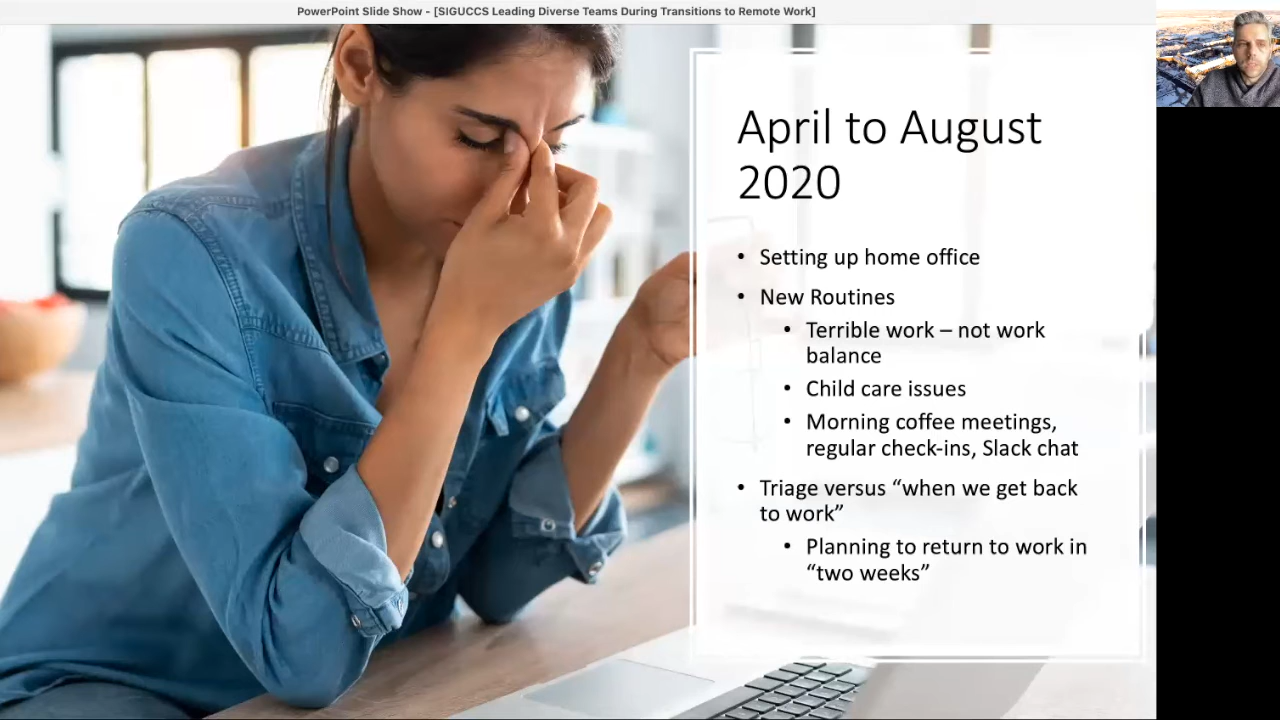 PowerPoint Slide Show - [SIGUCCS Leading Diverse Teams During Transitions to Remote Work]
April to August
2020
• Setting up home office
• New Routines
• Terrible work – not work
balance
• Child care issues
• Morning coffee meetings,
regular check-ins, Slack chat
• Triage versus “when we get back
to work”
• Planning to return to work in
“two weeks”